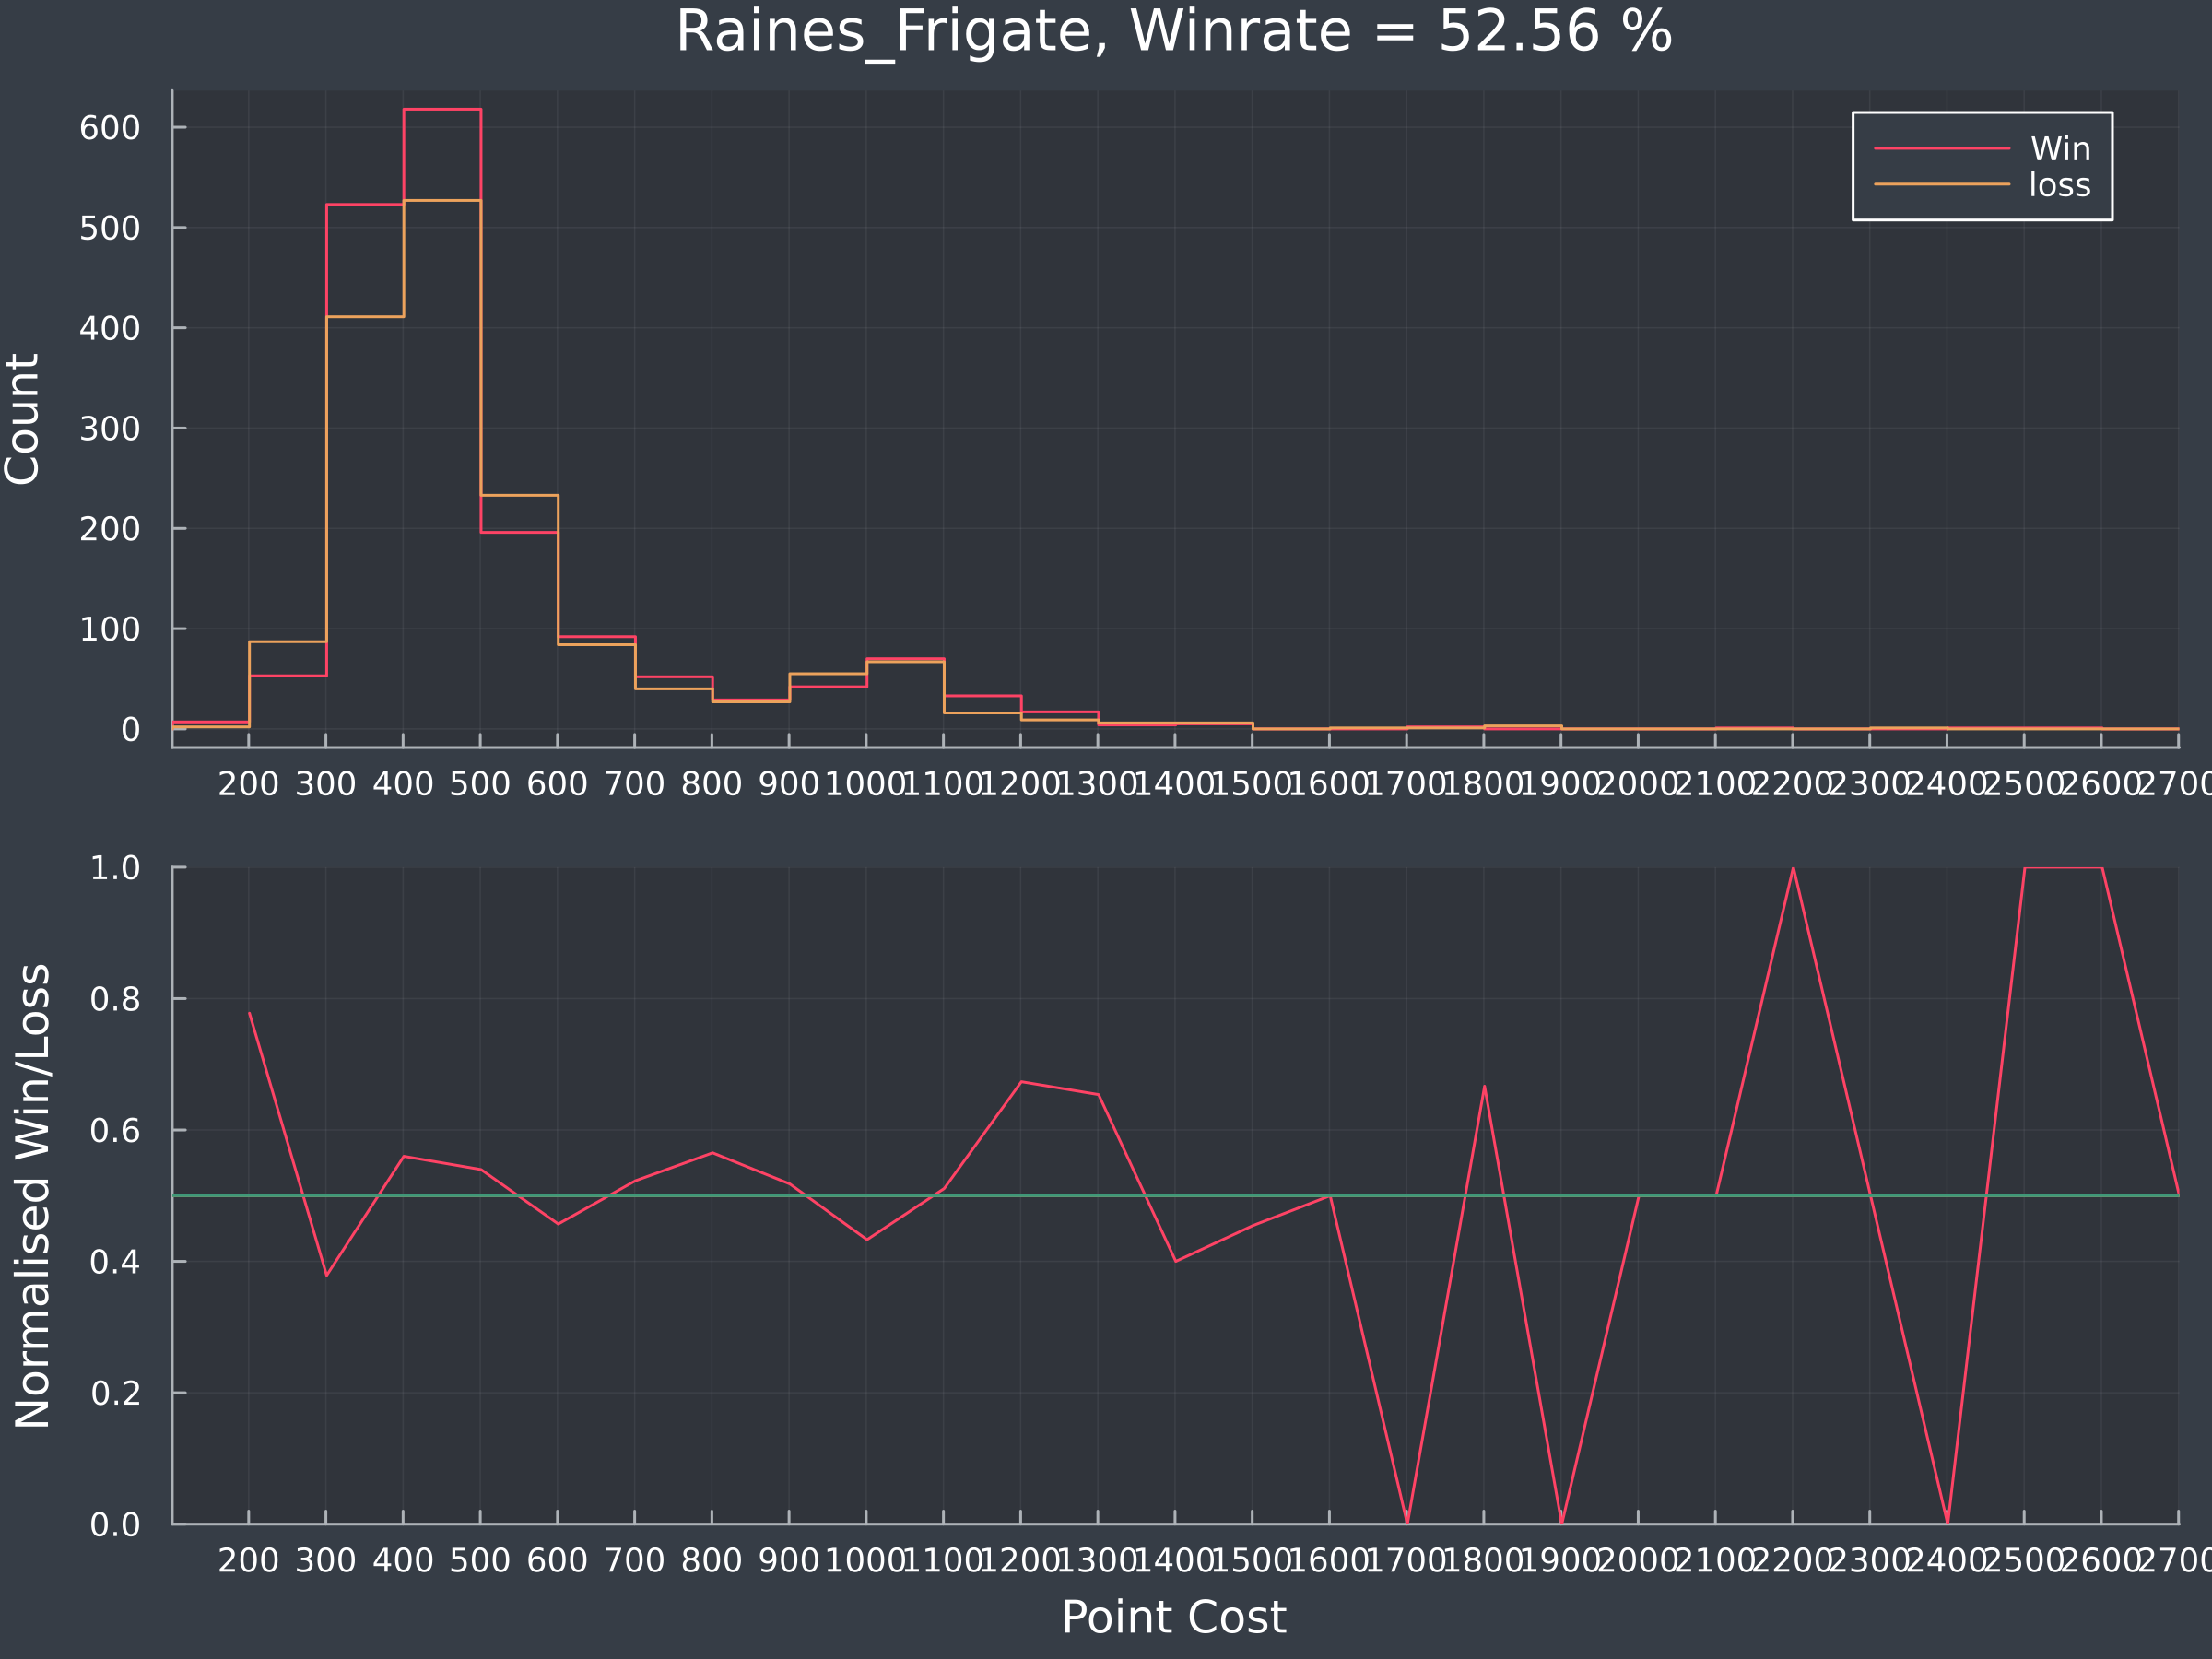 Raines_Frigate, Winrate = 52.56 %
Count
600
500
400
300
200
100
0
Win
loss
200 300 400 500 600 700 800 900 1000 1100 1200 1300 1400 1500 1600 1700 1800 1900 2000 2100 2200 2300 2400 2500 2600 2700
Normalised Win/Loss
1.0
0.8
0.6
0.4
0.2
0.0
200 300 400 500 600 700 800 900 1000 1100 1200 1300 1400 1500 1600 1700 1800 1900 2000 2100 2200 2300 2400 2500 2600 2700
Point Cost